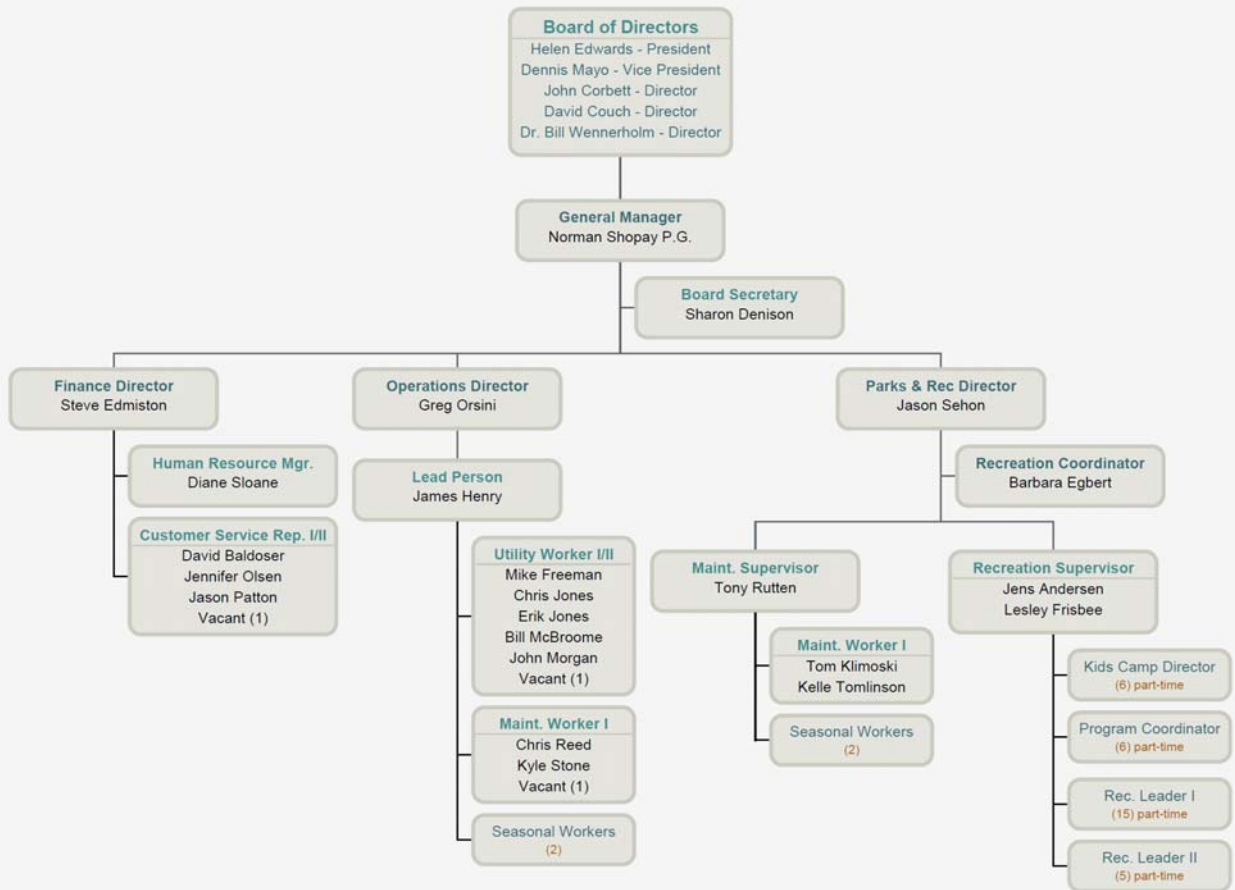 Board of Directors
Helen Edwards - President
Dennis Mayo - Vice President
John Corbett - Director
David Couch - Director
Dr. Bill Wennerholm - Director
General Manager
Norman Shopay P.G.
Board Secretary
Sharon Denison
Finance Director
Steve Edmiston
Human Resource Mgr.
Diane Sloane
Customer Service Rep. I/II
David Baldoser
Jennifer Olsen
Jason Patton
Vacant (1)
Operations Director
Greg Orsini
Lead Person
James Henry
Utility Worker I/II
Mike Freeman
Chris Jones
Erik Jones
Bill McBroome
John Morgan
Vacant (1)
Maint. Worker I
Chris Reed
Kyle Stone
Vacant (1)
Seasonal Workers
(2)
Parks & Rec Director
Jason Sehon
Recreation Coordinator
Barbara Egbert
Maint. Supervisor
Tony Rutten
Maint. Worker I
Tom Klimoski
Kelle Tomlinson
Seasonal Workers
(2)
Recreation Supervisor
Jens Andersen
Lesley Frisbee
Kids Camp Director
(6) part-time
Program Coordinator
(6) part-time
Rec. Leader I
(15) part-time
Rec. Leader II
(5) part-time